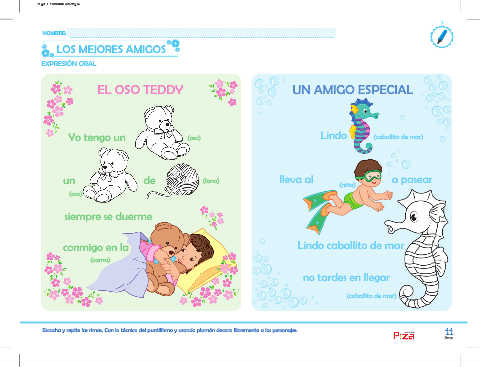 NOMBRE:
LOS MEJORES AMIGOS
EXPRESIÓN ORAL
EL OSO TEDDY
Yo tengo un
(oso)
un
(oso)
de
(lana)
siempre se duerme
conmigo en la
(cama)
UN AMIGO ESPECIAL
Lindo
(caballito de mar)
lleva al
(niño)
a pasear
Lindo caballito de mar
no tardes en llegar
(caballito de mar)
Escucha y repite las rimas. Con la técnica del puntillismo y usando plumón decora libremente a los personajes.
11